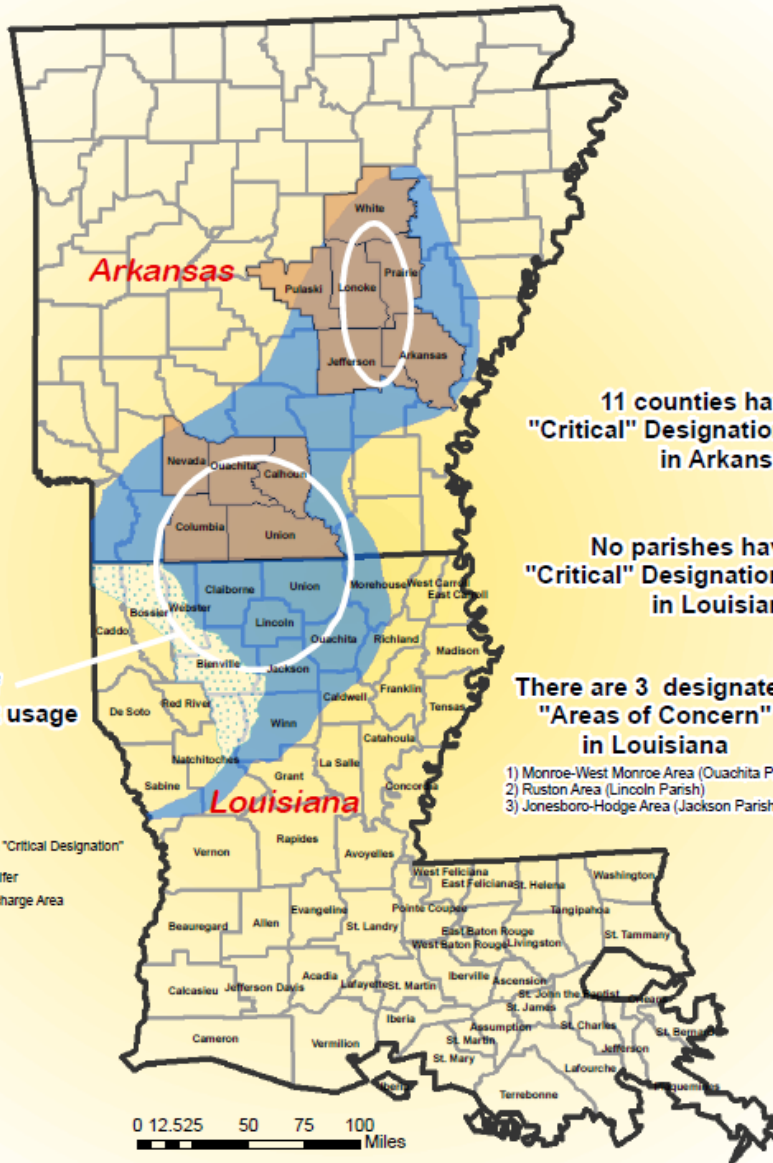 White
Arkansas
Prairie
Pulaski
Lonoke
Jefferson
Arkansas
11 counties ha
"Critical" Designation
in Arkans
Nevada
Ouachita
Calhoun
Columbia
Union
No parishes hav
"Critical" Designation
in Louisian
Claiborne
Union
Morehouse
West Carroll
East Carroll
Bossier
Webster
Caddo
Lincoln
Ouachita
Richland
Madison
Bienville
Jackson
usage
De Soto
Red River
Caldwell
Franklin
Tensas
Winn
There are 3 designate
"Areas of Concern"
in Louisiana
Natchitoches
Catahoula
La Salle
Sabine
Grant
Concordia
1) Monroe-West Monroe Area (Ouachita P
2) Ruston Area (Lincoln Parish)
3) Jonesboro-Hodge Area (Jackson Parish
Louisiana
"Critical Designation"
ifer
harge Area
Vernon
Rapides
Avoyelles
West Feliciana
East Feliciana
St. Helena
Washington
Beauregard
Allen
Evangeline
St. Landry
Pointe Coupee
Tangipahoa
East Baton Rouge
West Baton Rouge
Livingston
St. Tammany
Calcasieu
Jefferson Davis
Acadia
Lafayette
St. Martin
Iberville
Ascension
St. John the Baptist
St. James
Orleans
Cameron
Vermilion
Iberia
Assumption
St. Martin
St. Mary
St. Charles
St. Bernard
Jefferson
Lafourche
Iberia
Terrebonne
Plaquemines
0 12.525 50 75 100
Miles